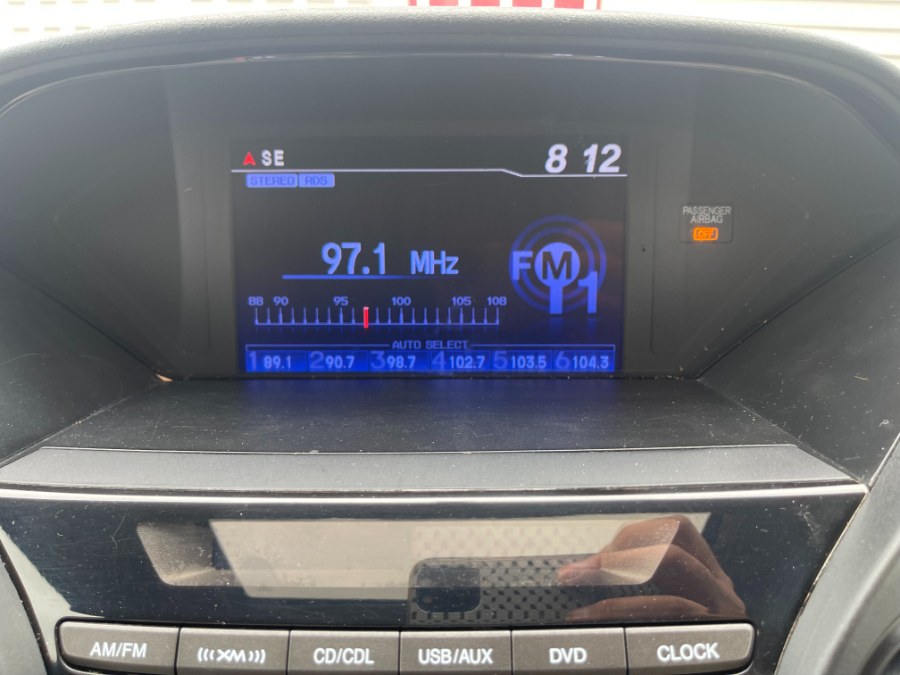 SE 8 12
STEREO RDS
PASSENGER
AIRBAG
OFF
97.1 MHz
FM1
88 90 95 100 105 108
AUTO SELECT
1 89.1 2 90.7 3 98.7 4 102.7 5 103.5 6 104.3
AM/FM (((XM))) CD/CDL USB/AUX DVD CLOCK